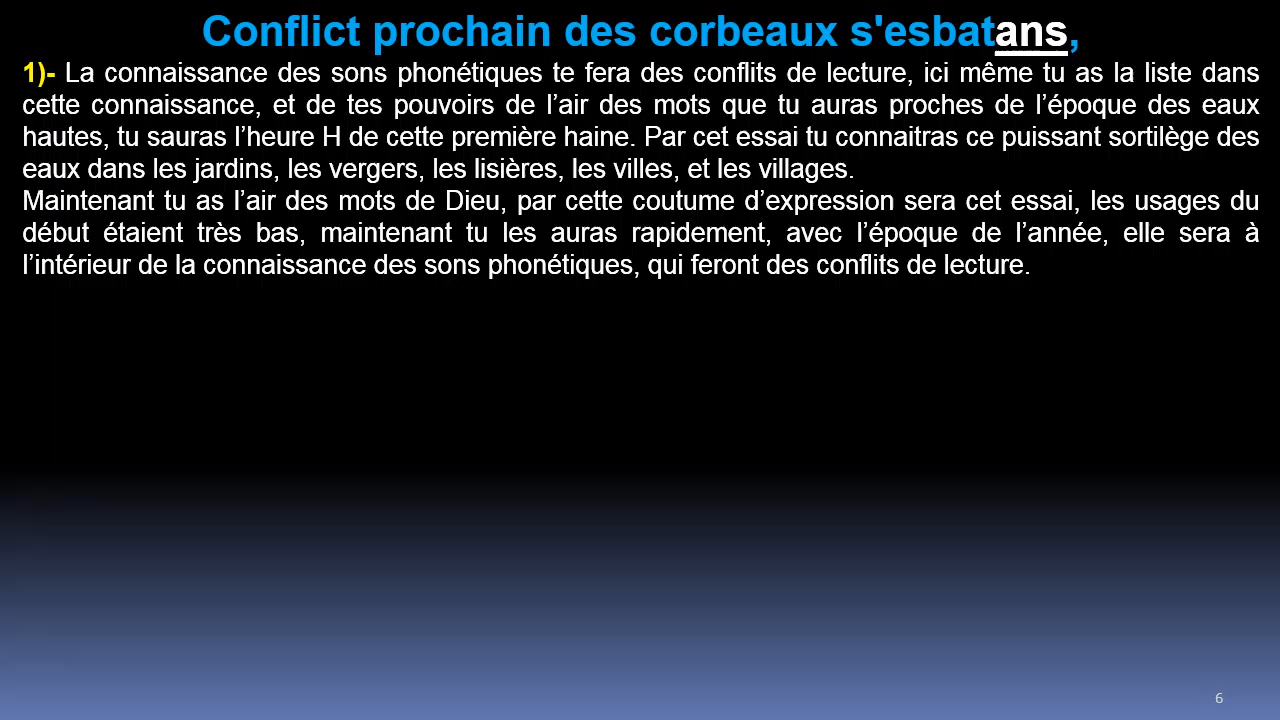 Conflict prochain des corbeaux s'esbatans,
1)- La connaissance des sons phonétiques te fera des conflits de lecture, ici même tu as la liste dans
cette connaissance, et de tes pouvoirs de l’air des mots que tu auras proches de l’époque des eaux
hautes, tu sauras l’heure H de cette première haine. Par cet essai tu connaitras ce puissant sortilège des
eaux dans les jardins, les vergers, les lisières, les villes, et les villages.
Maintenant tu as l’air des mots de Dieu, par cette coutume d’expression sera cet essai, les usages du
début étaient très bas, maintenant tu les auras rapidement, avec l’époque de l’année, elle sera à
l’intérieur de la connaissance des sons phonétiques, qui feront des conflits de lecture.
6